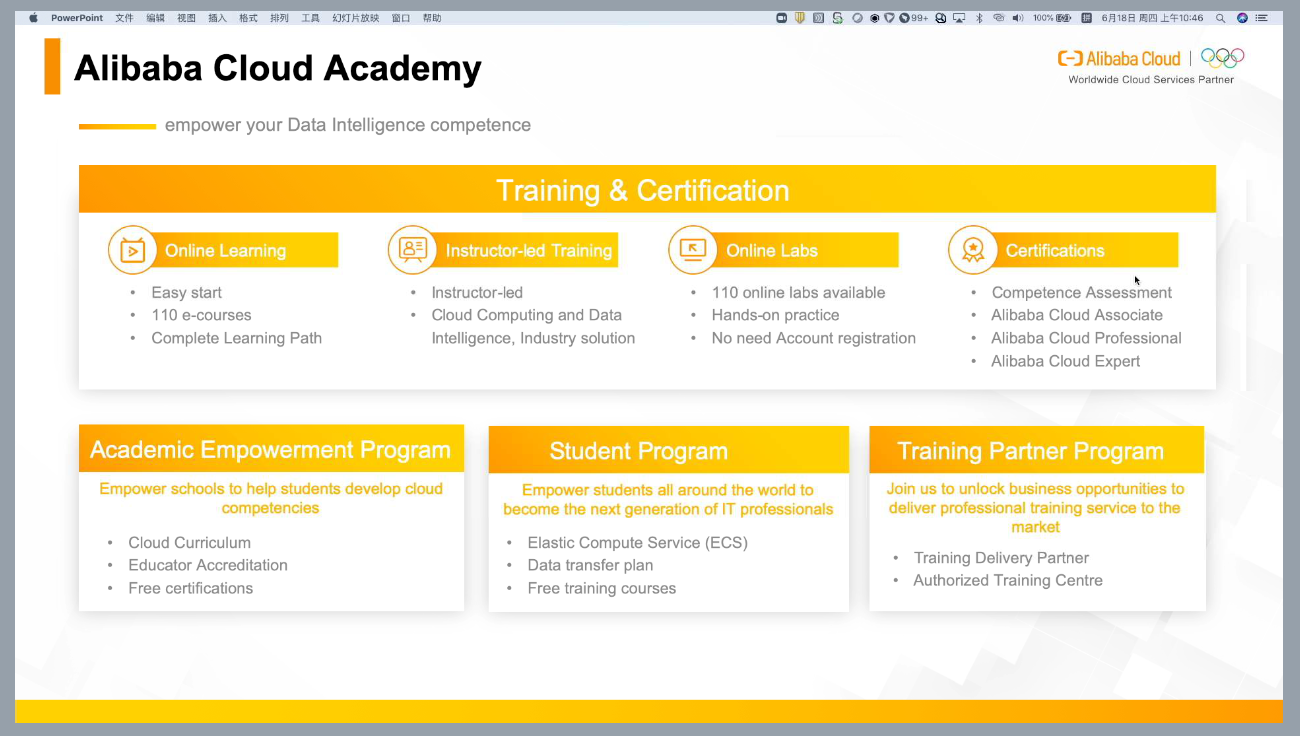 PowerPoint 文件 编辑 视图 插入 格式 排列 工具 幻灯片放映 窗口 帮助 99+ 100% 6月18日 周四 上午10:46
Alibaba Cloud Academy
Alibaba Cloud
Worldwide Cloud Services Partner
empower your Data Intelligence competence
Training & Certification
Online Learning
• Easy start
• 110 e-courses
• Complete Learning Path
Instructor-led Training
• Instructor-led
• Cloud Computing and Data
Intelligence, Industry solution
Online Labs
• 110 online labs available
• Hands-on practice
• No need Account registration
Certifications
• Competence Assessment
• Alibaba Cloud Associate
• Alibaba Cloud Professional
• Alibaba Cloud Expert
Academic Empowerment Program
Empower schools to help students develop cloud
competencies
• Cloud Curriculum
• Educator Accreditation
• Free certifications
Student Program
Empower students all around the world to
become the next generation of IT professionals
• Elastic Compute Service (ECS)
• Data transfer plan
• Free training courses
Training Partner Program
Join us to unlock business opportunities to
deliver professional training service to the
market
• Training Delivery Partner
• Authorized Training Centre